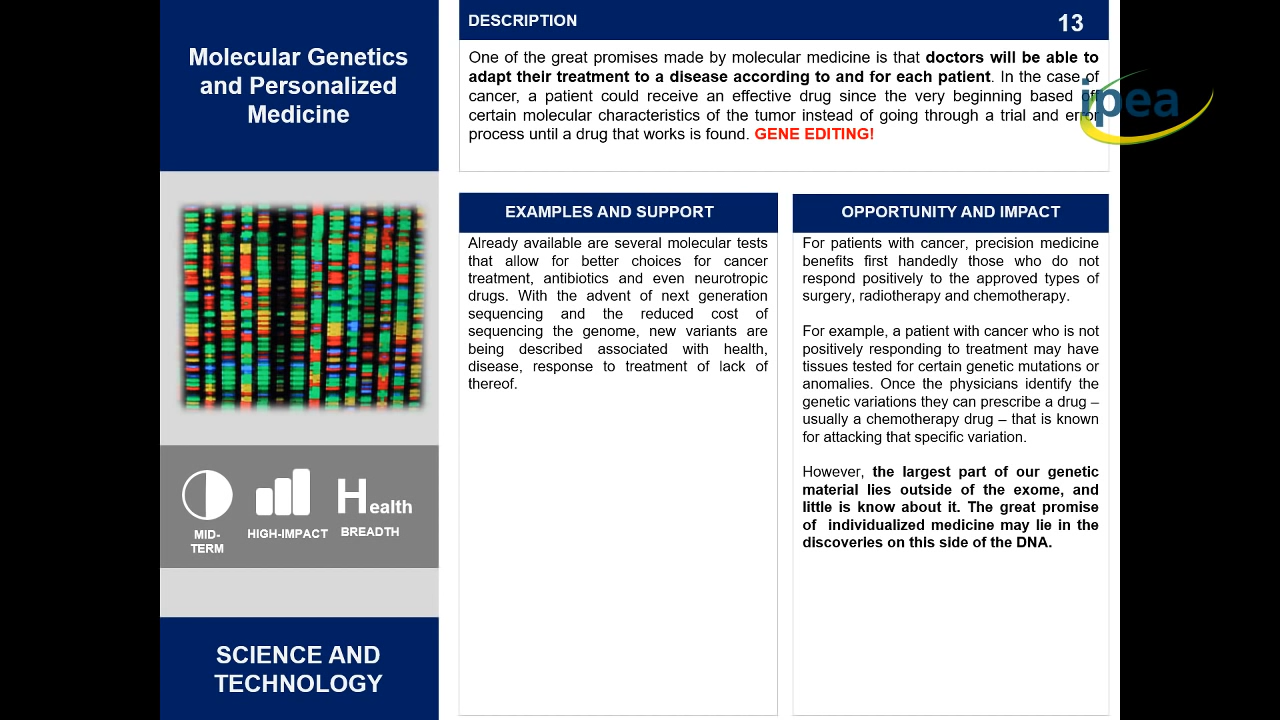 Molecular Genetics
and Personalized
Medicine
MID-
TERM
HIGH-IMPACT
Health
BREADTH
SCIENCE AND
TECHNOLOGY
DESCRIPTION
13
One of the great promises made by molecular medicine is that doctors will be able to
adapt their treatment to a disease according to and for each patient. In the case of
cancer, a patient could receive an effective drug since the very beginning based off
certain molecular characteristics of the tumor instead of going through a trial and error
process until a drug that works is found. GENE EDITING!
ipea
EXAMPLES AND SUPPORT
Already available are several molecular tests
that allow for better choices for cancer
treatment, antibiotics and even neurotropic
drugs. With the advent of next generation
sequencing and the reduced cost of
sequencing the genome, new variants are
being described associated with health,
disease, response to treatment of lack of
thereof.
OPPORTUNITY AND IMPACT
For patients with cancer, precision medicine
benefits first handedly those who do not
respond positively to the approved types of
surgery, radiotherapy and chemotherapy.
For example, a patient with cancer who is not
positively responding to treatment may have
tissues tested for certain genetic mutations or
anomalies. Once the physicians identify the
genetic variations they can prescribe a drug –
usually a chemotherapy drug – that is known
for attacking that specific variation.
However, the largest part of our genetic
material lies outside of the exome, and
little is know about it. The great promise
of individualized medicine may lie in the
discoveries on this side of the DNA.